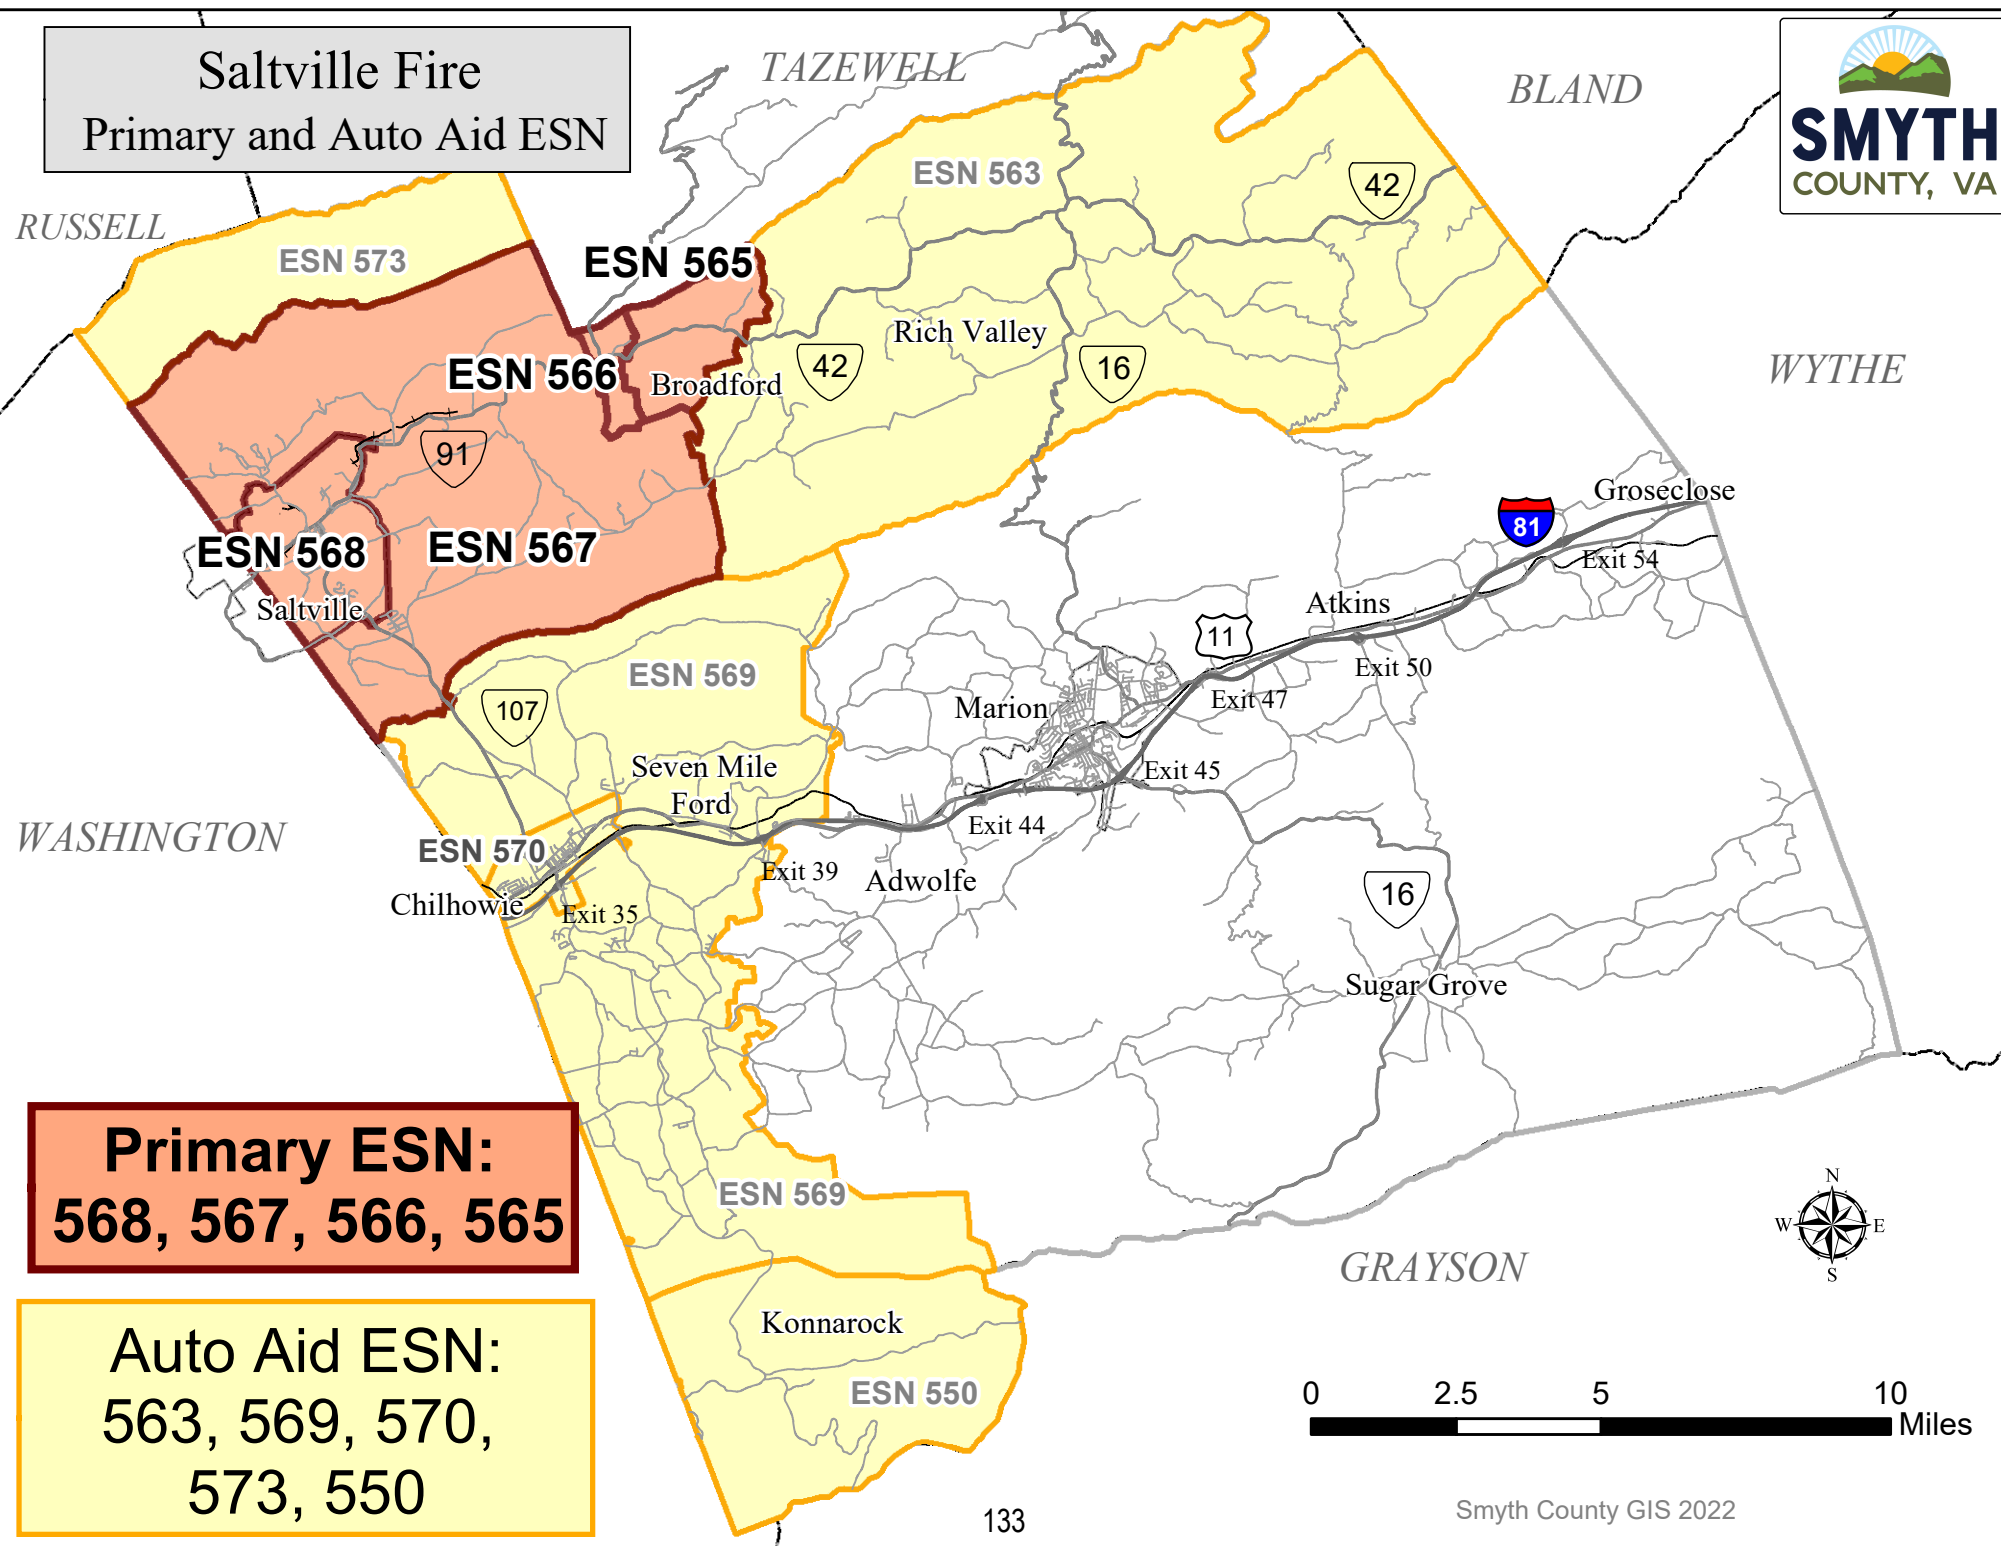 Saltville Fire
Primary and Auto Aid ESN
TAZEWELL
BLAND
SMYTH
COUNTY, VA
RUSSELL
ESN 573
ESN 565
ESN 563
42
WYTHE
Rich Valley
42
16
ESN 566
Broadford
91
ESN 568
ESN 567
Saltville
81
Groseclose
Exit 54
Atkins
11
Exit 50
Exit 47
ESN 569
107
Marion
Seven Mile
Ford
Exit 45
Exit 44
WASHINGTON
ESN 570
Chilhowie
Exit 35
Exit 39
Adwolfe
16
Sugar Grove
Primary ESN:
568, 567, 566, 565
ESN 569
GRAYSON
N
W
E
S
Auto Aid ESN:
563, 569, 570,
573, 550
Konnarock
ESN 550
0 2.5 5 10
Miles
133
Smyth County GIS 2022